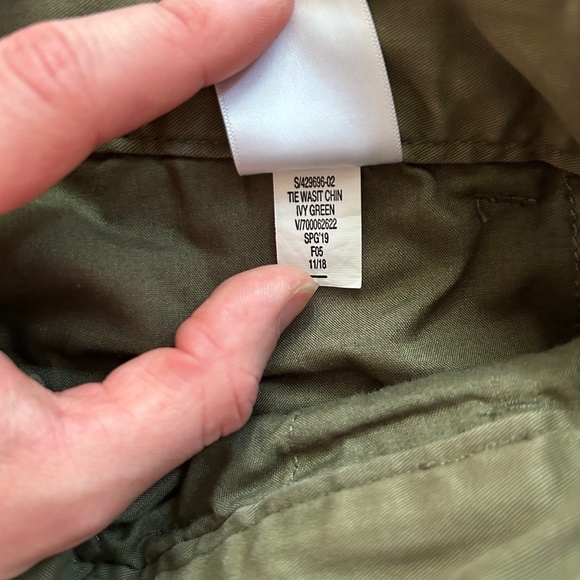 S/429696-02
TIE WASIT CHIN
IVY GREEN
V/700062622
SPG'19
F05
11/18